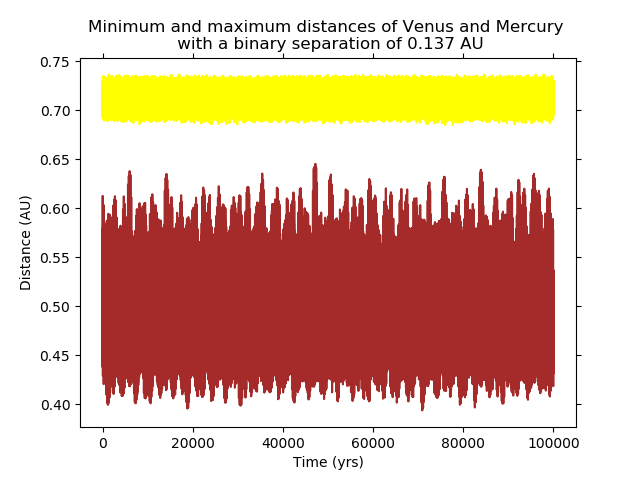 Minimum and maximum distances of Venus and Mercury
with a binary separation of 0.137 AU
0.75
0.70
0.65
0.60
0.55
0.50
0.45
0.40
Distance (AU)
0 20000 40000 60000 80000 100000
Time (yrs)